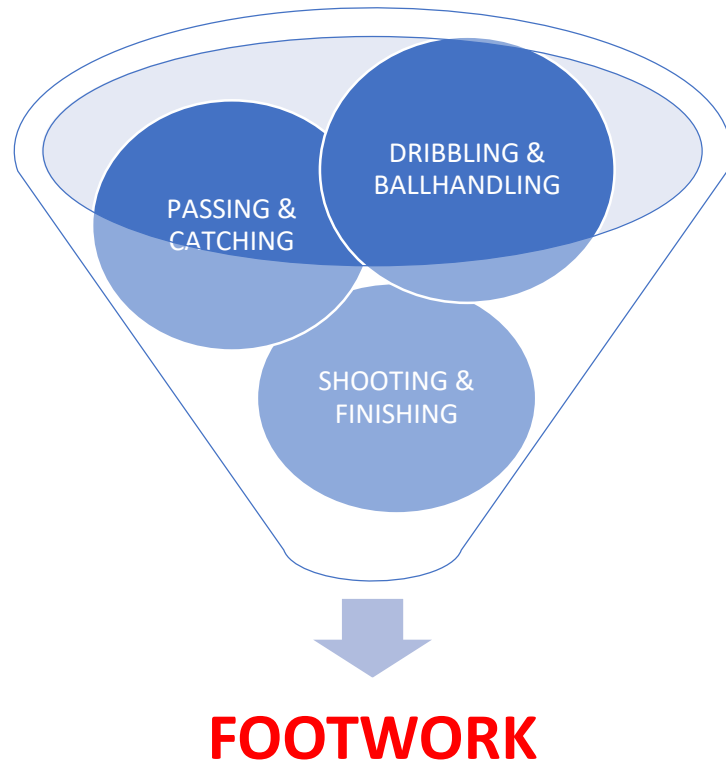 DRIBBLING &
BALLHANDLING
PASSING &
CATCHING
SHOOTING &
FINISHING
FOOTWORK